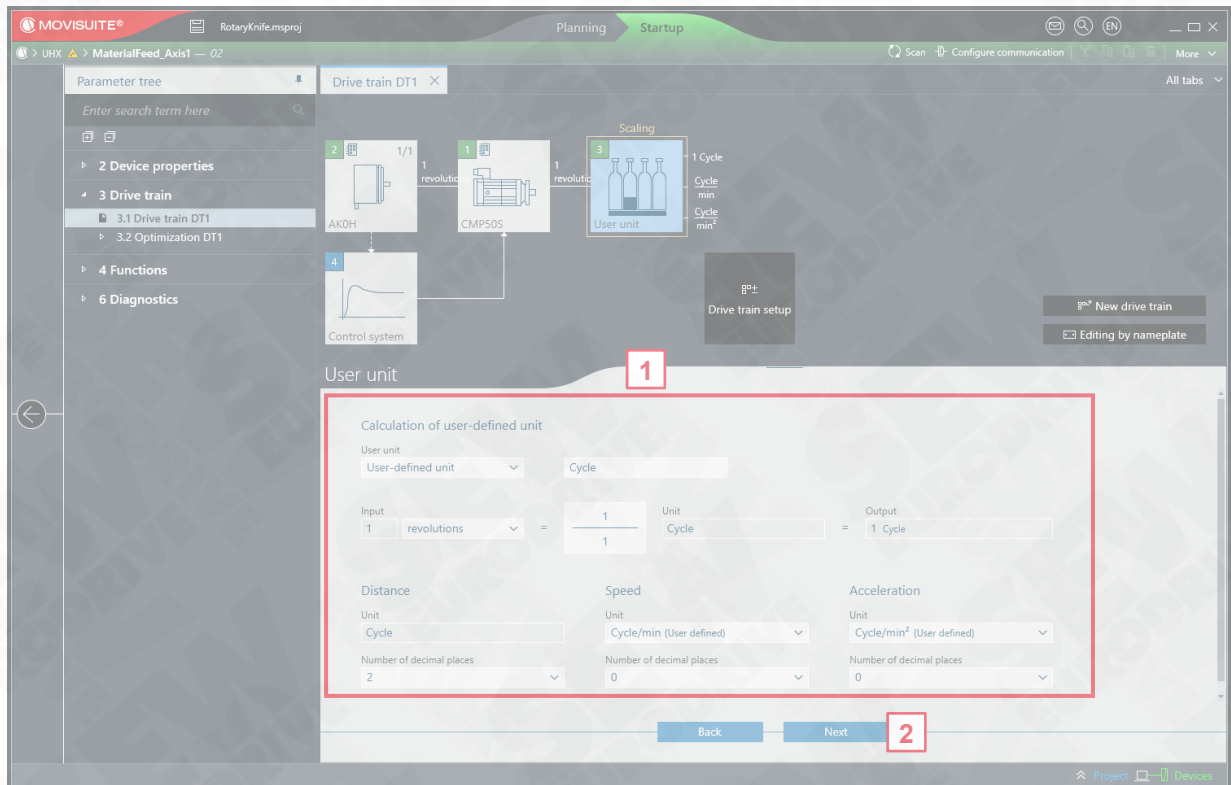 MOVISUITE® RotaryKnife.msproj Planning Startup EN
> UHX > MaterialFeed_Axis1 — 02 Scan Configure communication More
Parameter tree
Drive train DT1
All tabs
Enter search term here
2 Device properties
3 Drive train
3.1 Drive train DT1
3.2 Optimization DT1
4 Functions
6 Diagnostics
Scaling
2 1/1
1
revolutions
AK0H
1
1
revolutic
CMP50S
3
User unit
1 Cycle
Cycle
min
Cycle
min²
4
Control system
Drive train setup
New drive train
Editing by nameplate
User unit
1
Calculation of user-defined unit
User unit
User-defined unit Cycle
Input Unit Output
1 revolutions = 1 / 1 Cycle = 1 Cycle
Distance Speed Acceleration
Unit Unit Unit
Cycle Cycle/min (User defined) Cycle/min² (User defined)
Number of decimal places Number of decimal places Number of decimal places
2 0 0
Back Next 2
Project Devices